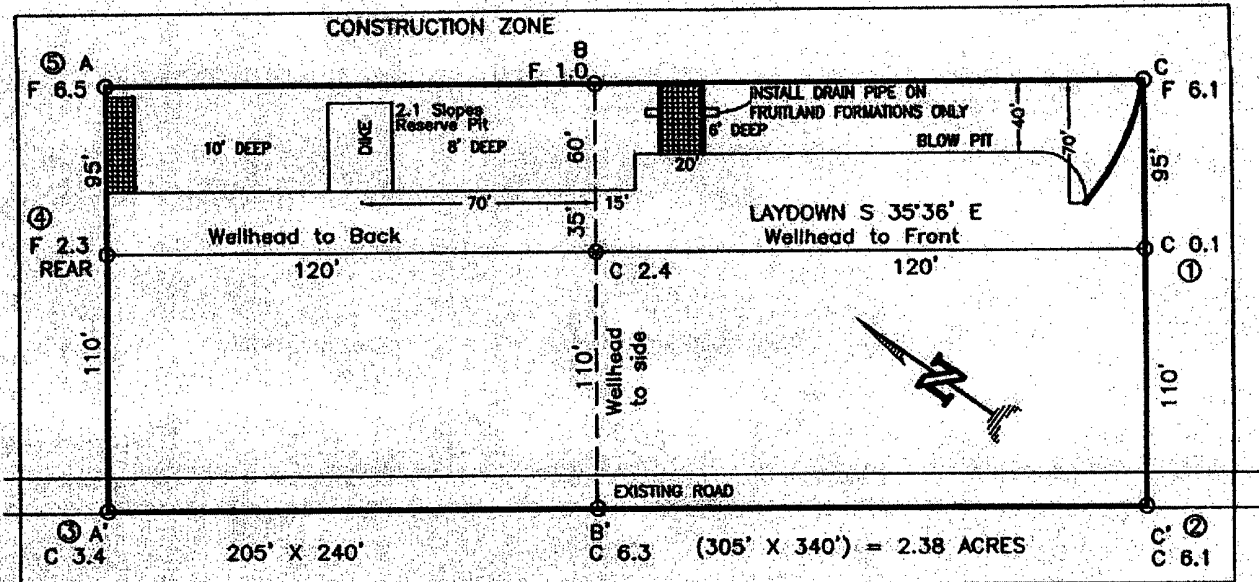 CONSTRUCTION ZONE
⑤ A
F 6.5
B
F 1.0
C
F 6.1
INSTALL DRAIN PIPE ON
FRUITLAND FORMATIONS ONLY
6' DEEP
2.1 Slopes
Reserve Pit
10' DEEP
DIKE
8' DEEP
60'
20'
BLOW PIT
40'
70'
95'
95'
70'
15'
35'
④
F 2.3
REAR
Wellhead to Back
120'
LAYDOWN S 35°36' E
Wellhead to Front
120'
C 2.4
C 0.1
①
110'
110'
Wellhead
to side
N
110'
EXISTING ROAD
③ A'
C 3.4
205' X 240'
B'
C 6.3
(305' X 340') = 2.38 ACRES
C' ②
C 6.1